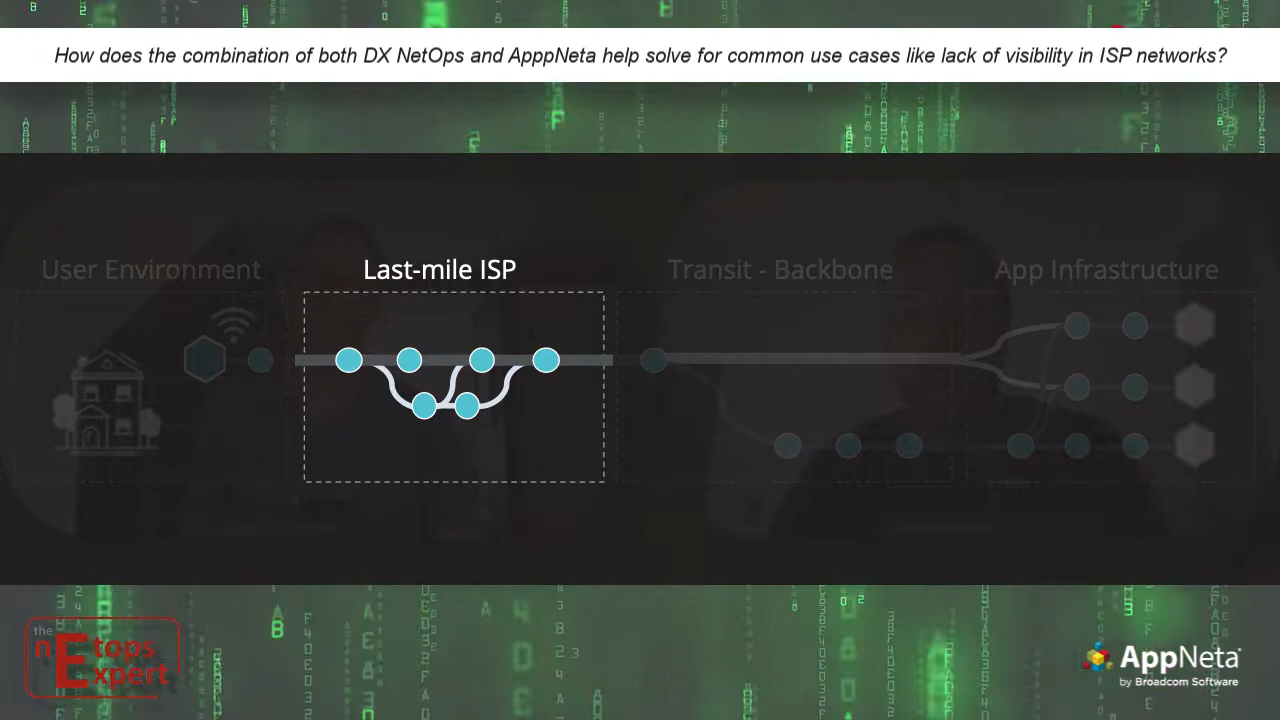 How does the combination of both DX NetOps and ApppNeta help solve for common use cases like lack of visibility in ISP networks?
User Environment
Last-mile ISP
Transit - Backbone
App Infrastructure
the
nEtops
Expert
AppNeta
by Broadcom Software